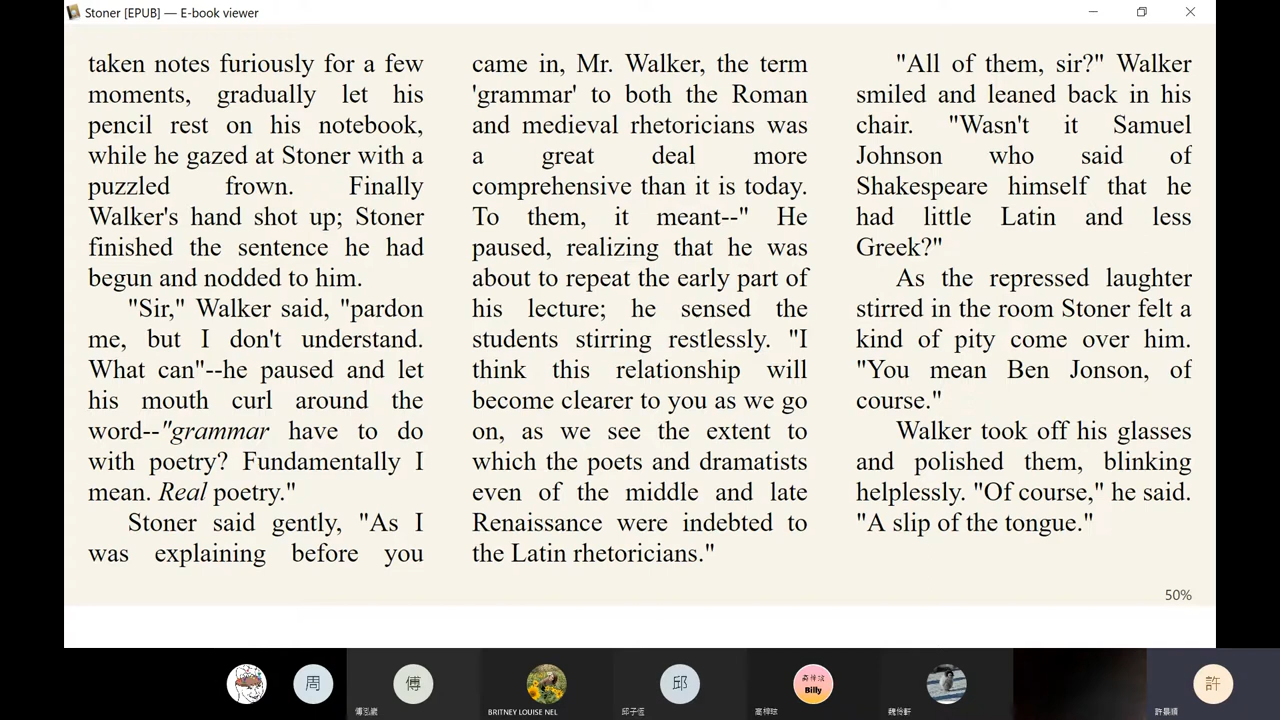 Stoner [EPUB] — E-book viewer
taken notes furiously for a few
moments, gradually let his
pencil rest on his notebook,
while he gazed at Stoner with a
puzzled frown. Finally
Walker's hand shot up; Stoner
finished the sentence he had
begun and nodded to him.
"Sir," Walker said, "pardon
me, but I don't understand.
What can"--he paused and let
his mouth curl around the
word--"grammar have to do
with poetry? Fundamentally I
mean. Real poetry."
Stoner said gently, "As I
was explaining before you
came in, Mr. Walker, the term
'grammar' to both the Roman
and medieval rhetoricians was
a great deal more
comprehensive than it is today.
To them, it meant--" He
paused, realizing that he was
about to repeat the early part of
his lecture; he sensed the
students stirring restlessly. "I
think this relationship will
become clearer to you as we go
on, as we see the extent to
which the poets and dramatists
even of the middle and late
Renaissance were indebted to
the Latin rhetoricians."
"All of them, sir?" Walker
smiled and leaned back in his
chair. "Wasn't it Samuel
Johnson who said of
Shakespeare himself that he
had little Latin and less
Greek?"
As the repressed laughter
stirred in the room Stoner felt a
kind of pity come over him.
"You mean Ben Jonson, of
course."
Walker took off his glasses
and polished them, blinking
helplessly. "Of course," he said.
"A slip of the tongue."
50%
周
傅
邱
Billy
許
BRITNEY LOUISE NEL
邱子恆